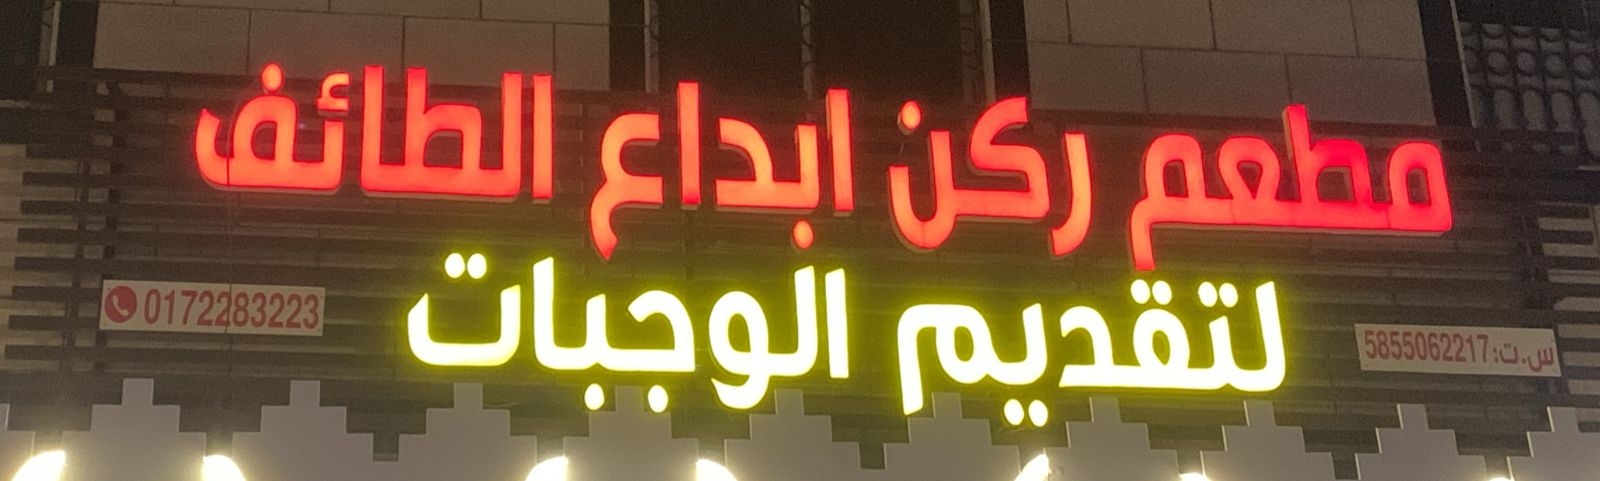 مطعم ركن ابداع الطائف
لتقديم الوجبات
س.ت: 5855062217
0172283223